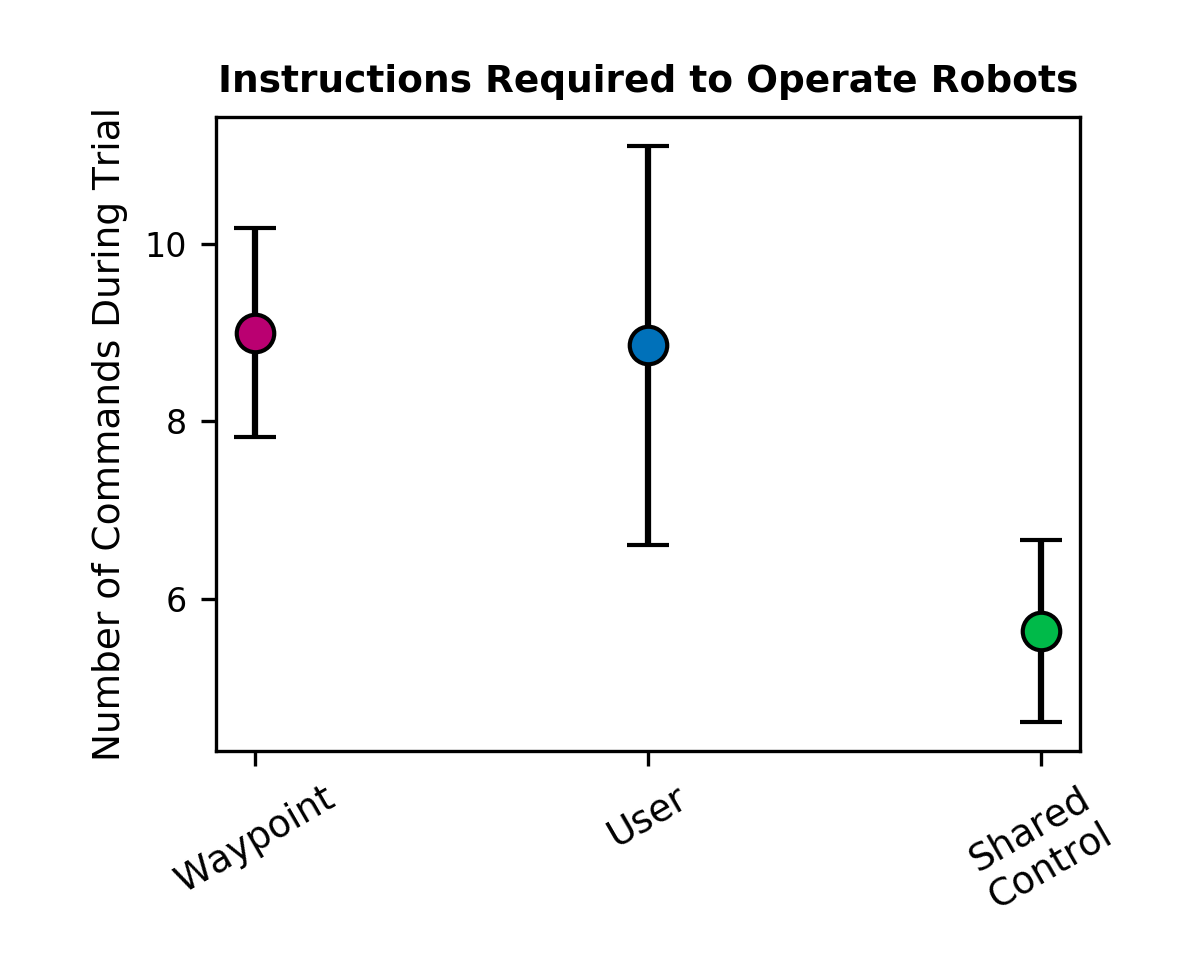 Instructions Required to Operate Robots
Number of Commands During Trial
10
8
6
Waypoint
User
Shared
Control